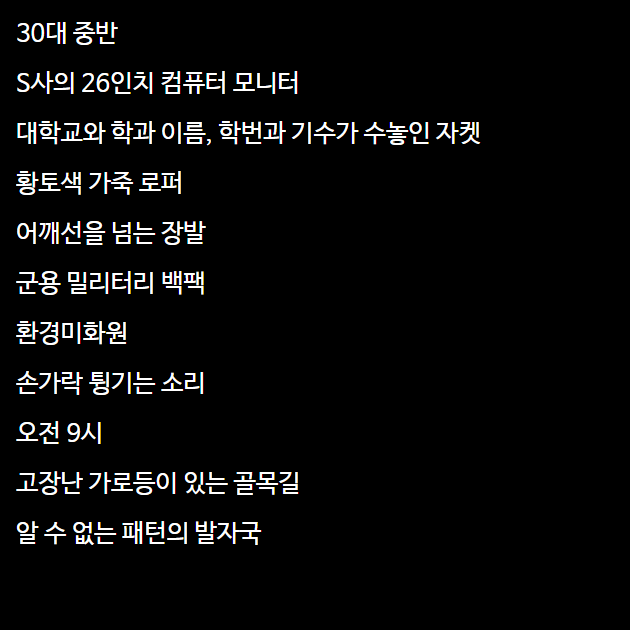 30대 중반
S사의 26인치 컴퓨터 모니터
대학교와 학과 이름, 학번과 기수가 수놓인 자켓
황토색 가죽 로퍼
어깨선을 넘는 장발
군용 밀리터리 백팩
환경미화원
손가락 튕기는 소리
오전 9시
고장난 가로등이 있는 골목길
알 수 없는 패턴의 발자국